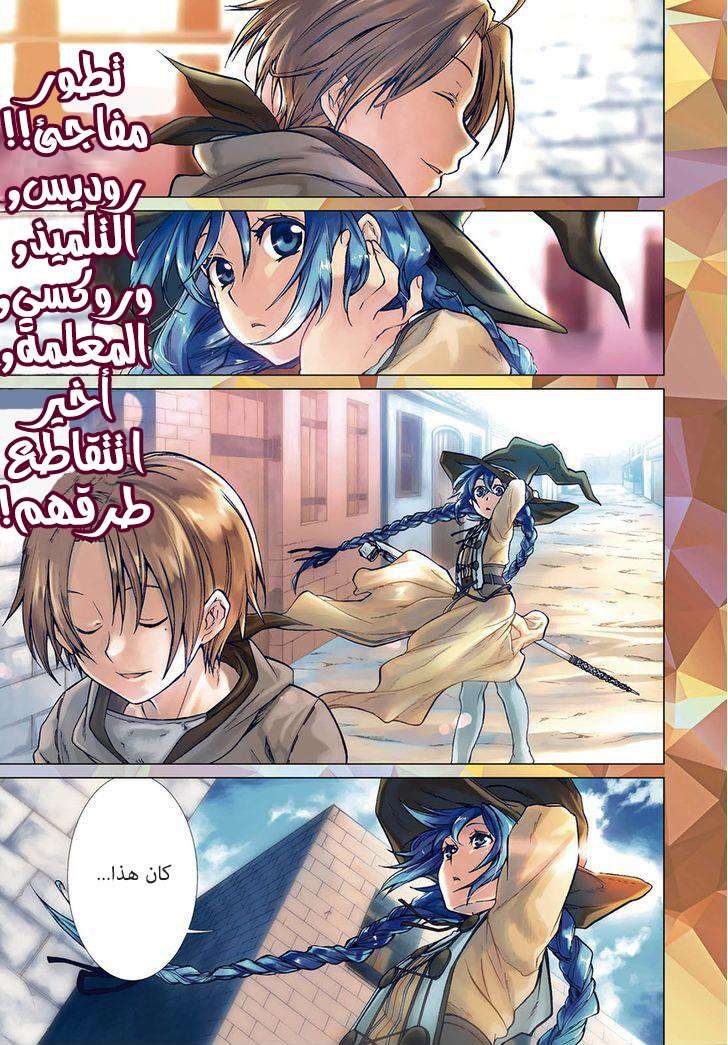 تطور
مفاجئ!!
روديس,
التلميذ,
وروكسي,
المعلمة,
أخير
اتتقاطع
طرقهم!
كان هذا...